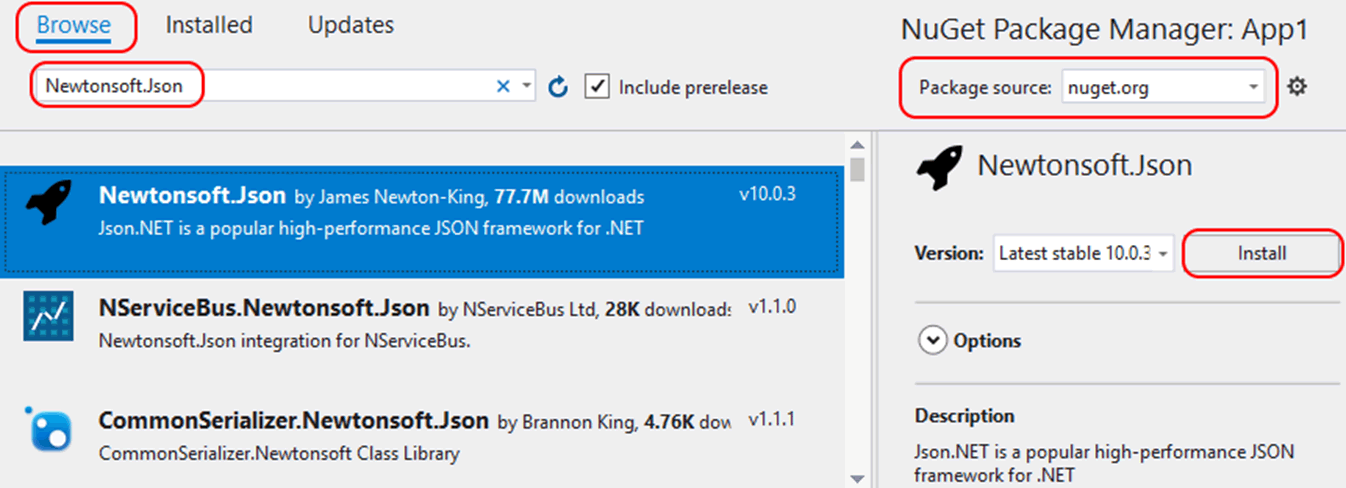 Browse Installed Updates
NuGet Package Manager: App1
Newtonsoft.Json
Include prerelease
Package source: nuget.org
Newtonsoft.Json by James Newton-King, 77.7M downloads v10.0.3
Json.NET is a popular high-performance JSON framework for .NET
NServiceBus.Newtonsoft.Json by NServiceBus Ltd, 28K downloads v1.1.0
Newtonsoft.Json integration for NServiceBus.
CommonSerializer.Newtonsoft.Json by Brannon King, 4.76K dow v1.1.1
CommonSerializer.Newtonsoft Class Library
Newtonsoft.Json
Version: Latest stable 10.0.3 Install
Options
Description
Json.NET is a popular high-performance JSON
framework for .NET